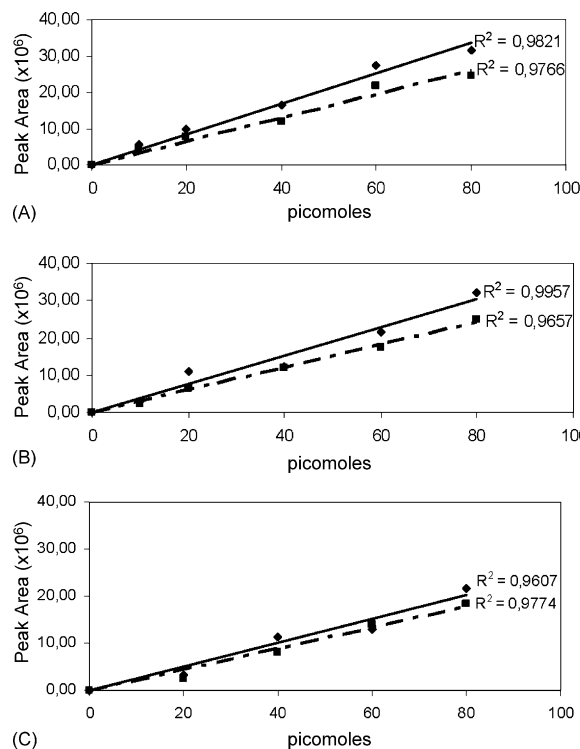 40,00
30,00
20,00
10,00
0,00
Peak Area (x10⁶)
R² = 0,9821
R² = 0,9766
0 20 40 60 80 100
picomoles
(A)
40,00
30,00
20,00
10,00
0,00
Peak Area (x10⁶)
R² = 0,9957
R² = 0,9657
0 20 40 60 80 100
picomoles
(B)
40,00
30,00
20,00
10,00
0,00
Peak Area (x10⁶)
R² = 0,9607
R² = 0,9774
0 20 40 60 80 100
picomoles
(C)